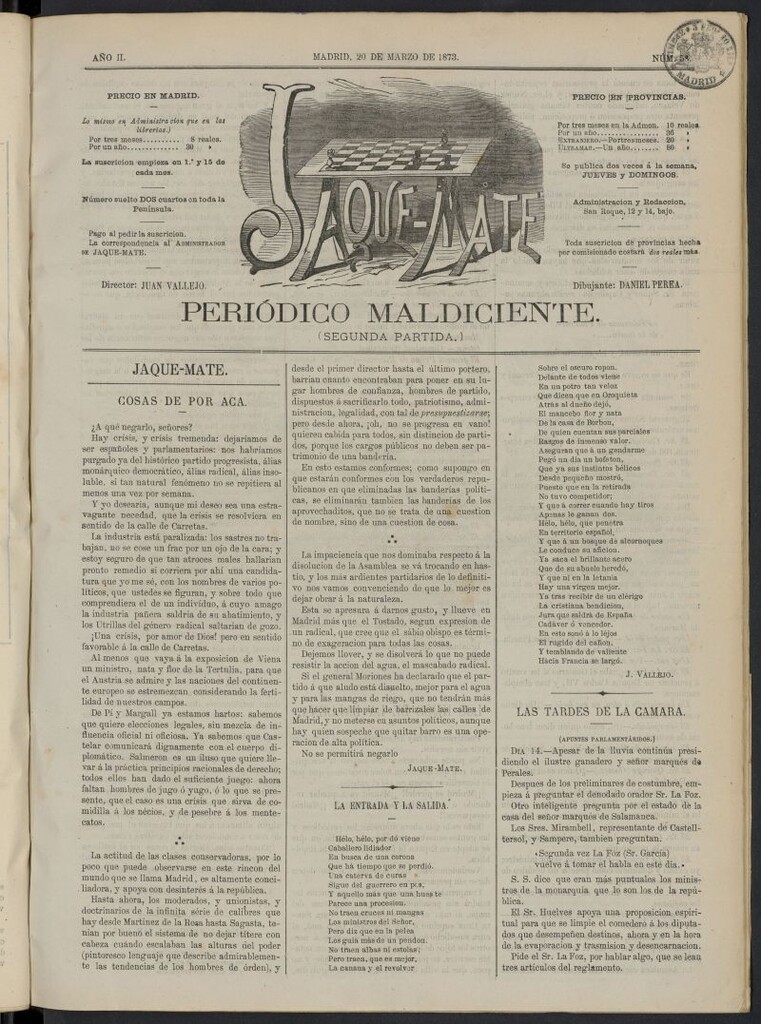 AÑO II.
MADRID, 20 DE MARZO DE 1873.
MADRID
PRECIO EN MADRID.
Lo mismo en Administracion que en las
librerías.)
Por tres meses.......... 8 reales.
Por un año.............. 30 »
La suscricion empieza en 1.º y 15 de
cada mes.
Número suelto DOS cuartos en toda la
Península.
Pago al pedir la suscricion.
La correspondencia al ADMINISTRADOR
DE JAQUE-MATE.
Director: JUAN VALLEJO.
JAQUE-MATE
PRECIO EN PROVINCIAS.
Por tres meses en la Admon. 10 reales
Por un año................. 36 »
EXTRANJERO.—Por tres meses. 20 »
ULTRAMAR.—Un año........ 80 »
Se publica dos veces á la semana,
JUEVES y DOMINGOS.
Administracion y Redaccion,
San Roque, 12 y 14, bajo.
Toda suscricion de provincias hecha
por comisionado costará dos reales más.
Dibujante: DANIEL PEREA.
PERIÓDICO MALDICIENTE.
(SEGUNDA PARTIDA.)
JAQUE-MATE.
COSAS DE POR ACA.
¿A qué negarlo, señores?
Hay crisis, y crisis tremenda: dejaríamos de
ser españoles y parlamentarios: nos habríamos
purgado ya del histórico partido progresista, álias
monárquico democrático, álias radical, álias inso-
luble, si tan natural fenómeno no se repitiera al
menos una vez por semana.
Y yo desearia, aunque mi deseo sea una estra-
vagante necedad, que la crisis se resolviera en
sentido de la calle de Carretas.
La industria está paralizada: los sastres no tra-
bajan, no se cose un frac por un ojo de la cara; y
estoy seguro de que tan atroces males hallarian
pronto remedio si corriera por ahí una candida-
tura que yo me sé, con los nombres de varios po-
líticos, que ustedes se figuran, y sobre todo que
comprendiera el de un individuo, á cuyo amago
la industria pañera saldria de su abatimiento, y
los Utrillas del género radical saltarian de gozo.
¡Una crisis, por amor de Dios! pero en sentido
favorable á la calle de Carretas.
Al menos que vaya á la exposicion de Viena
un ministro, nata y flor de la Tertulia, para que
el Austria se admire y las naciones del continen-
te europeo se estremezcan considerando la ferti-
lidad de nuestros campos.
De Pí y Margall ya estamos hartos: sabemos
que quiere elecciones legales, sin mezcla de in-
fluencia oficial ni oficiosa. Ya sabemos que Cas-
telar comunicará dignamente con el cuerpo di-
plomático. Salmeron es un iluso que quiere lle-
var á la práctica principios racionales de derecho;
todos ellos han dado el suficiente juego: ahora
faltan hombres de jugo ó yugo, ó lo que se pre-
sente, que el caso es una crisis que sirva de co-
midilla á los nécios, y de pesebre á los mente-
catos.
La actitud de las clases conservadoras, por lo
poco que puede observarse en este rincon del
mundo que se llama Madrid, es altamente conci-
liadora, y apoya con desinterés á la república.
Hasta ahora, los moderados, y unionistas, y
doctrinarios de la infinita série de calibres que
hay desde Martinez de la Rosa hasta Sagasta, te-
nian por buenó el sistema de no dejar títere con
cabeza cuando escalaban las alturas del poder
(pintoresco lenguaje que describe admirablemen-
te las tendencias de los hombres de órden), y
desde el primer director hasta el último portero,
barrian cuanto encontraban para poner en su lu-
gar hombres de confianza, hombres de partido,
dispuestos á sacrificarlo todo, patriotismo, admi-
nistracion, legalidad, con tal de presupuestizarse;
pero desde ahora, ¡oh, no se progresa en vano!
quieren cabida para todos, sin distincion de parti-
dos, porque los cargos públicos no deben ser pa-
trimonio de una bandería.
En esto estamos conformes; como supongo en
que estarán conformes con los verdaderos repu-
blicanos en que eliminadas las banderías políti-
cas, se eliminarán tambien las banderías de los
aprovechaditos, que no se trata de una cuestion
de nombre, sino de una cuestion de cosa.
La impaciencia que nos dominaba respecto á la
disolucion de la Asamblea se vá trocando en has-
tío, y los más ardientes partidarios de lo definiti-
vo nos vamos convenciendo de que lo mejor es
dejar obrar á la naturaleza.
Esta se apresura á darnos gusto, y llueve en
Madrid más que el Tostado, segun expresion de
un radical, que cree que el sábio obispo es térmi-
no de exageracion para todas las cosas.
Dejemos llover, y se disolverá lo que no puede
resistir la accion del agua, el mascabado radical.
Si el general Moriones ha declarado que el par-
tido á que aludo está disuelto, mejor para el agua
y para las mangas de riego, que no tendrán más
que hacer que limpiar de barrizales las calles de
Madrid, y no meterse en asuntos políticos, aunque
hay quien sospeche que quitar barro es una ope-
racion de alta política.
No se permitirá negarlo
JAQUE-MATE.
LA ENTRADA Y LA SALIDA.
Hélo, hélo, por dó viene
Caballero lidiador
En busca de una corona
Que há tiempo que se perdió.
Una caterva de curas
Sigue del guerrero en pos,
Y aquello más que una hueste
Parece una procesion.
No traen cruces ni mangas
Los ministros del Señor,
Pero diz que en la pelea
Les guia más de un pendon.
No traen albas ni estolas;
Pero traen, que es mejor,
La canana y el revolver
Sobre el oscuro ropon.
Delante de todos viene
En un potro tan veloz
Que dicen que en Oroquieta
Atrás al dueño dejó,
El mancebo flor y nata
De la casa de Borbon,
De quien cuentan sus parciales
Rasgos de inmenso valor.
Aseguran que á un gendarme
Pegó un dia un bofeton,
Que ya sus instintos bélicos
Desde pequeño mostró,
Puesto que en la retirada
No tuvo competidor;
Y que á correr cuando hay tiros
Apenas le ganan dos.
Hélo, hélo, que penetra
En territorio español,
Y que á un bosque de alcornoques
Le conduce su aficion.
Ya saca el brillante acero
Que de su abuelo heredó,
Y que ni en la letanía
Hay una vírgen mejor.
Ya tras recibir de un clérigo
La cristiana bendicion,
Jura que saldrá de España
Cadáver ó vencedor.
En esto sonó á lo léjos
El rugido del cañon,
Y temblando de valiente
Hácia Francia se largó.
J. VALLEJO.
LAS TARDES DE LA CAMARA.
(APUNTES PARLAMENTÁRIOS.)
DIA 14.—Apesar de la lluvia continúa presi-
diendo el ilustre ganadero y señor marqués de
Perales.
Despues de los preliminares de costumbre, em-
pieza á preguntar el denodado orador Sr. La Foz.
Otro inteligente pregunta por el estado de la
casa del señor marqués de Salamanca.
Los Sres. Mirambell, representante de Castell-
tersol, y Sampere, tambien preguntan.
«Segunda vez La Foz (Sr. García)
vuelve á tomar el habla en este dia.»
S. S. dice que eran más puntuales los minis-
tros de la monarquía que lo son los de la repú-
blica.
El Sr. Huelves apoya una proposicion espiri-
tual para que se limpie el comedero á los diputa-
dos que desempeñen destinos, ahora y en la hora
de la evaporacion y trasmision y desencarnacion.
Pide el Sr. La Foz, por hablar algo, que se lean
tres artículos del reglamento.